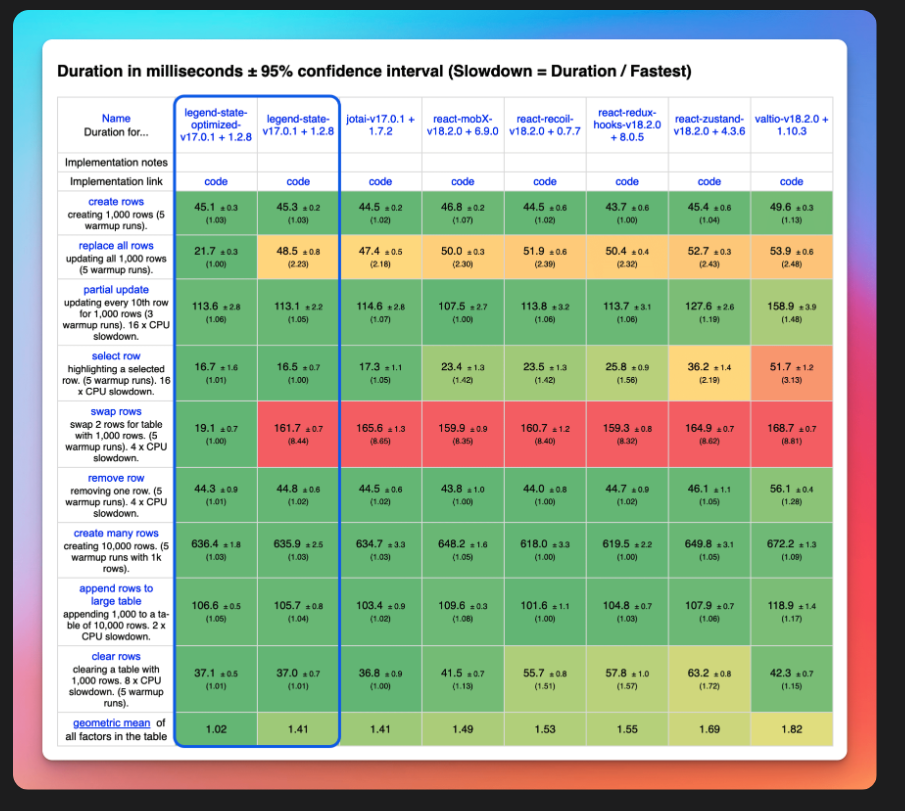 Duration in milliseconds ± 95% confidence interval (Slowdown = Duration / Fastest)
Name
Duration for...
legend-state-
optimized-
v17.0.1 + 1.2.8
legend-state-
v17.0.1 + 1.2.8
jotai-v17.0.1 +
1.7.2
react-mobX-
v18.2.0 + 6.9.0
react-recoil-
v18.2.0 + 0.7.7
react-redux-
hooks-v18.2.0
+ 8.0.5
react-zustand-
v18.2.0 + 4.3.6
valtio-v18.2.0 +
1.10.3
Implementation notes
Implementation link
code code code code code code code code
create rows
creating 1,000 rows (5
warmup runs).
45.1 ±0.3 45.3 ±0.2 44.5 ±0.2 46.8 ±0.2 44.5 ±0.6 43.7 ±0.6 45.4 ±0.6 49.6 ±0.3
(1.03) (1.03) (1.02) (1.07) (1.02) (1.00) (1.04) (1.13)
replace all rows
updating all 1,000 rows
(5 warmup runs).
21.7 ±0.3 48.5 ±0.8 47.4 ±0.5 50.0 ±0.3 51.9 ±0.6 50.4 ±0.4 52.7 ±0.3 53.9 ±0.6
(1.00) (2.23) (2.18) (2.30) (2.39) (2.32) (2.43) (2.48)
partial update
updating every 10th row
for 1,000 rows (3
warmup runs). 16 x CPU
slowdown.
113.6 ±2.8 113.1 ±2.2 114.6 ±2.8 107.5 ±2.7 113.8 ±3.2 113.7 ±3.1 127.6 ±2.6 158.9 ±3.9
(1.06) (1.05) (1.07) (1.00) (1.06) (1.06) (1.19) (1.48)
select row
highlighting a selected
row. (5 warmup runs). 16
x CPU slowdown.
16.7 ±1.6 16.5 ±0.7 17.3 ±1.1 23.4 ±1.3 23.5 ±1.3 25.8 ±0.9 36.2 ±1.4 51.7 ±1.2
(1.01) (1.00) (1.05) (1.42) (1.42) (1.56) (2.19) (3.13)
swap rows
swap 2 rows for table
with 1,000 rows. (5
warmup runs). 4 x CPU
slowdown.
19.1 ±0.7 161.7 ±0.7 165.6 ±1.3 159.9 ±0.9 160.7 ±1.2 159.3 ±0.8 164.9 ±0.7 168.7 ±0.7
(1.00) (8.44) (8.65) (8.35) (8.40) (8.32) (8.62) (8.81)
remove row
removing one row. (5
warmup runs). 4 x CPU
slowdown.
44.3 ±0.9 44.8 ±0.6 44.5 ±0.6 43.8 ±1.0 44.0 ±0.8 44.7 ±0.9 46.1 ±1.1 56.1 ±0.4
(1.01) (1.02) (1.02) (1.00) (1.00) (1.02) (1.05) (1.28)
create many rows
creating 10,000 rows. (5
warmup runs with 1k
rows).
636.4 ±1.8 635.9 ±2.5 634.7 ±3.3 648.2 ±1.6 618.0 ±3.3 619.5 ±2.2 649.8 ±3.1 672.2 ±1.3
(1.03) (1.03) (1.03) (1.05) (1.00) (1.00) (1.05) (1.09)
append rows to
large table
appending 1,000 to a ta-
ble of 10,000 rows. 2 x
CPU slowdown.
106.6 ±0.5 105.7 ±0.8 103.4 ±0.9 109.6 ±0.3 101.6 ±1.1 104.8 ±0.7 107.9 ±0.7 118.9 ±1.4
(1.05) (1.04) (1.02) (1.08) (1.00) (1.03) (1.06) (1.17)
clear rows
clearing a table with
1,000 rows. 8 x CPU
slowdown. (5 warmup
runs).
37.1 ±0.5 37.0 ±0.7 36.8 ±0.9 41.5 ±0.7 55.7 ±0.8 57.8 ±1.0 63.2 ±0.8 42.3 ±0.7
(1.01) (1.01) (1.00) (1.13) (1.51) (1.57) (1.72) (1.15)
geometric mean of
all factors in the table
1.02 1.41 1.41 1.49 1.53 1.55 1.69 1.82